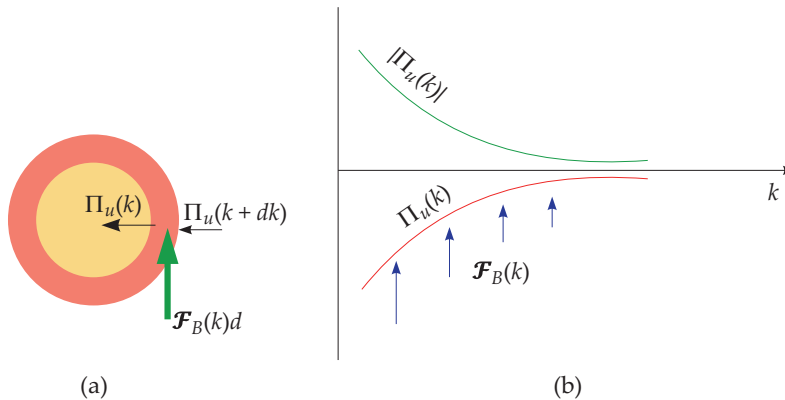 Π_u(k)
Π_u(k + dk)
𝓕_B(k)d
(a)
|Π_u(k)|
k
Π_u(k)
𝓕_B(k)
(b)